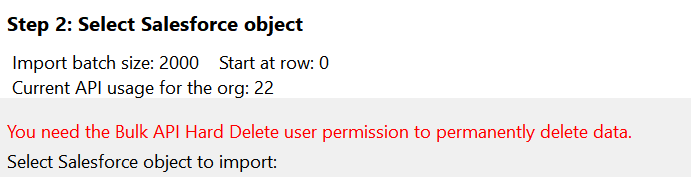 Step 2: Select Salesforce object
Import batch size: 2000 Start at row: 0
Current API usage for the org: 22
You need the Bulk API Hard Delete user permission to permanently delete data.
Select Salesforce object to import: